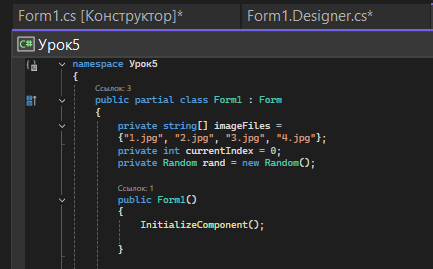 Form1.cs [Конструктор]* Form1.Designer.cs*
C# Урок5
namespace Урок5
{
Ссылок: 3
public partial class Form1 : Form
{
private string[] imageFiles =
{"1.jpg", "2.jpg", "3.jpg", "4.jpg"};
private int currentIndex = 0;
private Random rand = new Random();
Ссылок: 1
public Form1()
{
InitializeComponent();
}